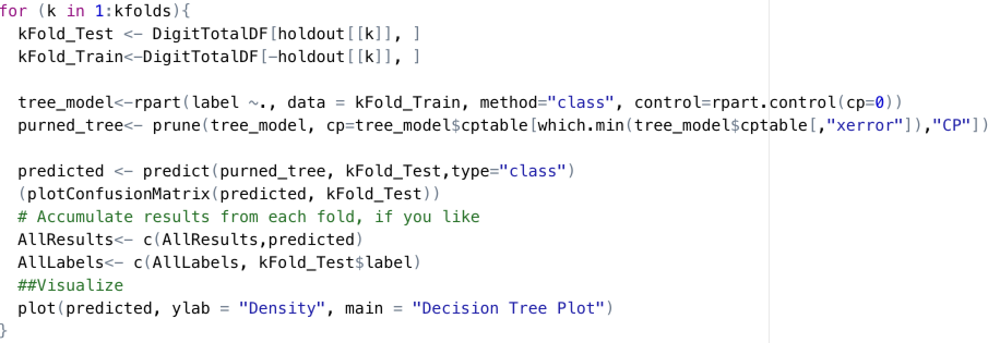 for (k in 1:kfolds){
  kFold_Test <- DigitTotalDF[holdout[[k]], ]
  kFold_Train<-DigitTotalDF[-holdout[[k]], ]
  tree_model<-rpart(label ~., data = kFold_Train, method="class", control=rpart.control(cp=0))
  purned_tree<- prune(tree_model, cp=tree_model$cptable[which.min(tree_model$cptable[,"xerror"]),"CP"])
  predicted <- predict(purned_tree, kFold_Test,type="class")
  (plotConfusionMatrix(predicted, kFold_Test))
  # Accumulate results from each fold, if you like
  AllResults<- c(AllResults,predicted)
  AllLabels<- c(AllLabels, kFold_Test$label)
  ##Visualize
  plot(predicted, ylab = "Density", main = "Decision Tree Plot")
}